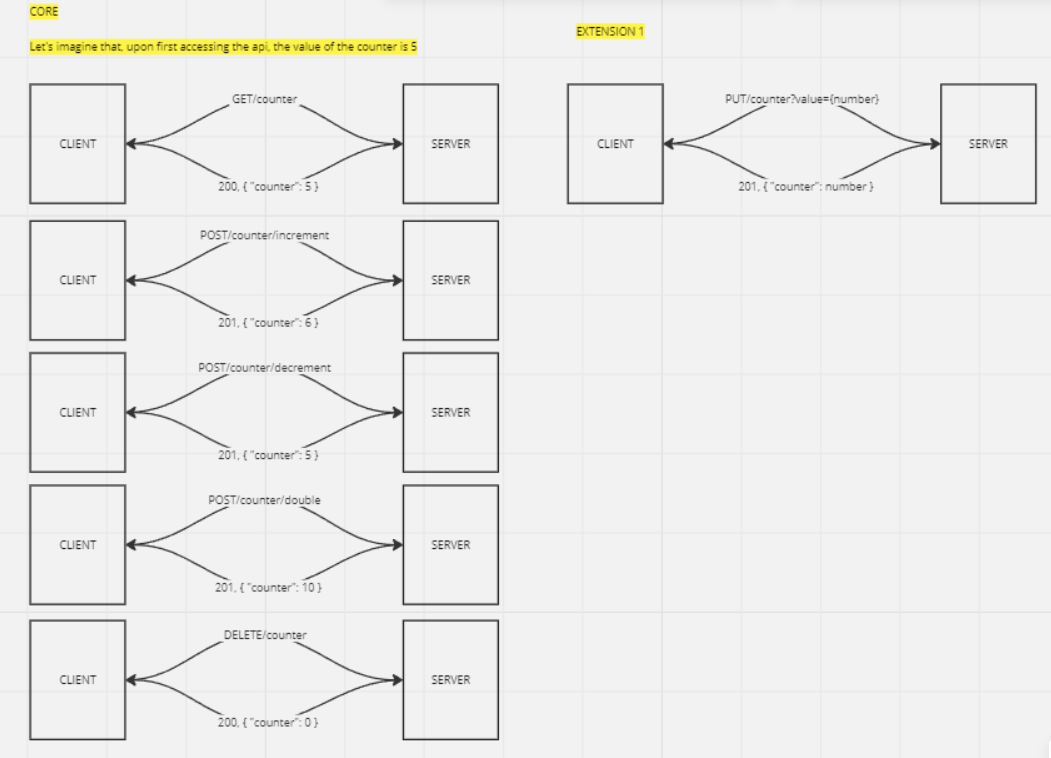 CORE
Let's imagine that, upon first accessing the api, the value of the counter is 5
CLIENT
GET/counter
200, { "counter": 5 }
SERVER
CLIENT
POST/counter/increment
201, { "counter": 6 }
SERVER
CLIENT
POST/counter/decrement
201, { "counter": 5 }
SERVER
CLIENT
POST/counter/double
201, { "counter": 10 }
SERVER
CLIENT
DELETE/counter
200, { "counter": 0 }
SERVER
EXTENSION 1
CLIENT
PUT/counter?value={number}
201, { "counter": number }
SERVER